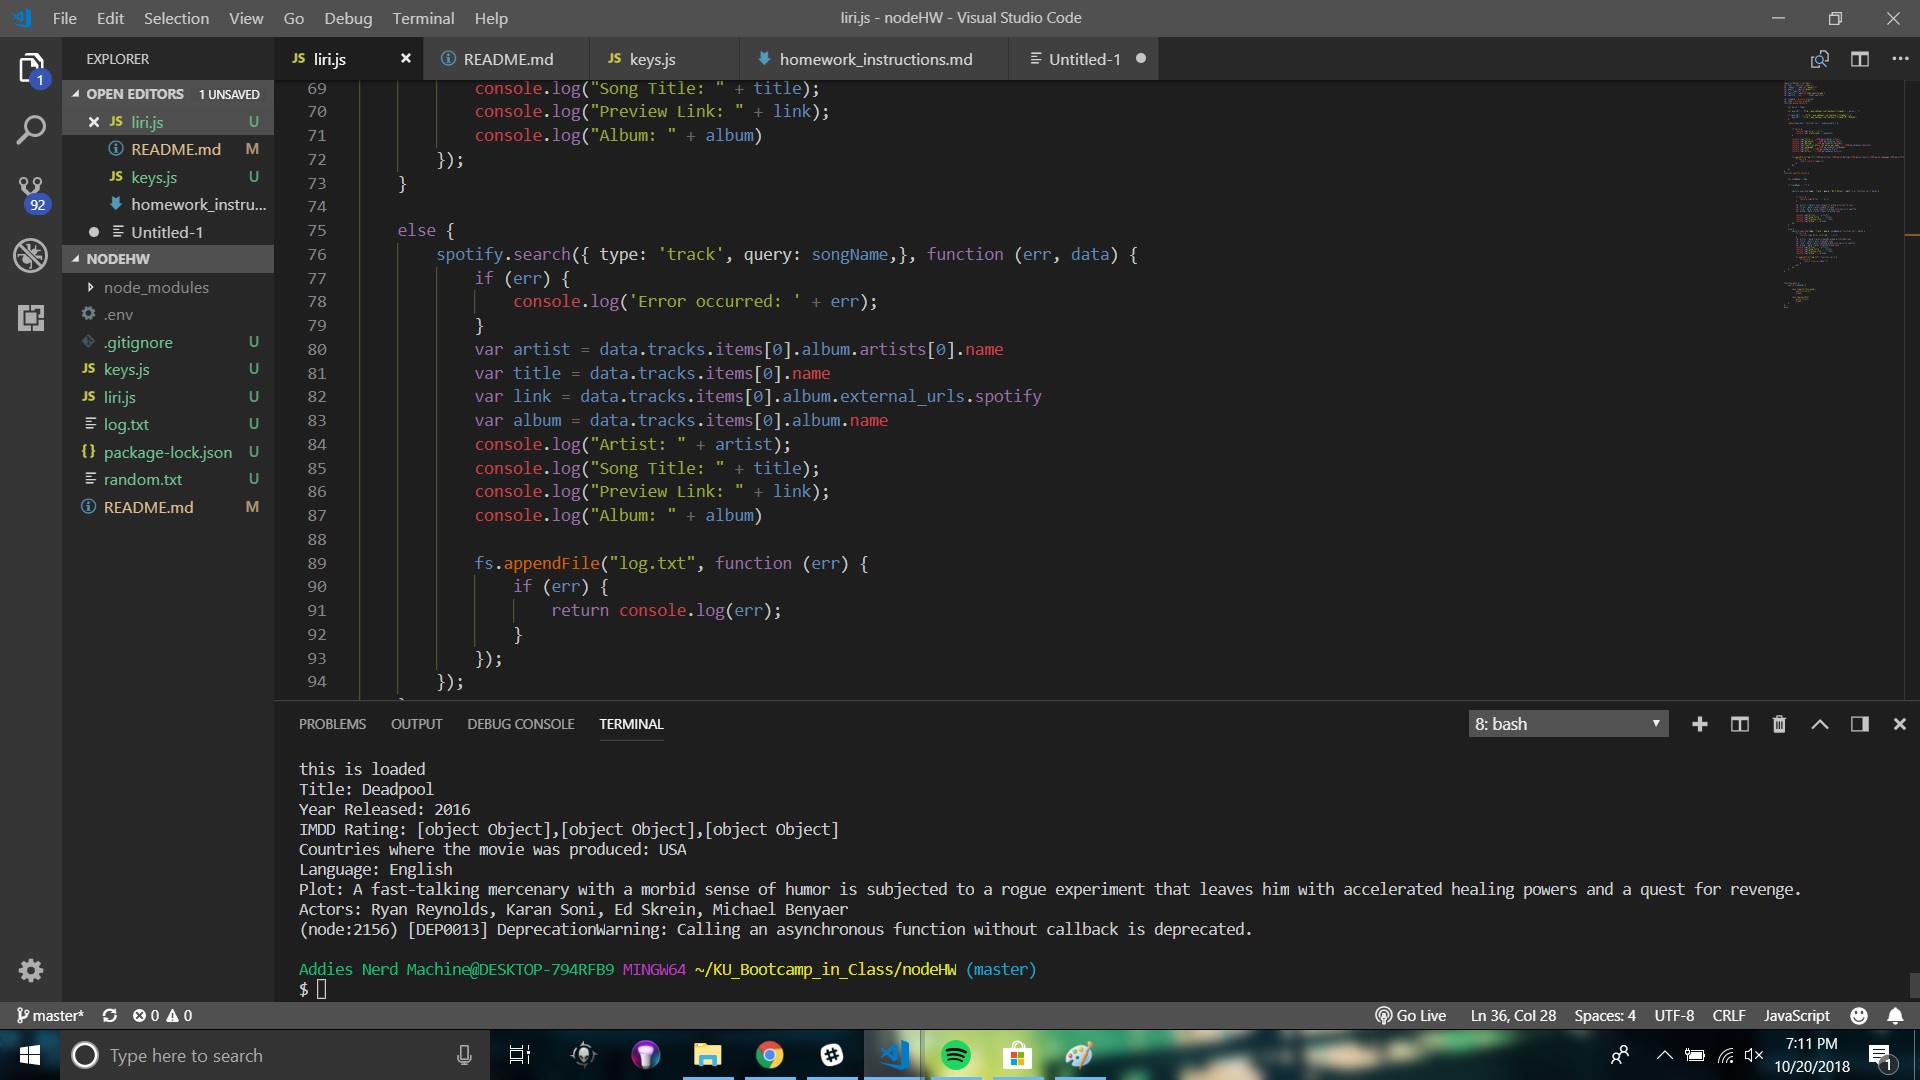 File Edit Selection View Go Debug Terminal Help
liri.js - nodeHW - Visual Studio Code
EXPLORER
OPEN EDITORS 1 UNSAVED
JS liri.js U
README.md M
JS keys.js U
homework_instru...
Untitled-1
NODEHW
node_modules
.env
.gitignore U
JS keys.js U
JS liri.js U
log.txt U
{} package-lock.json U
random.txt U
README.md M
1
92
JS liri.js README.md JS keys.js homework_instructions.md Untitled-1
69 console.log("Song Title: " + title);
70 console.log("Preview Link: " + link);
71 console.log("Album: " + album)
72 });
73 }
74
75 else {
76 spotify.search({ type: 'track', query: songName,}, function (err, data) {
77 if (err) {
78 console.log('Error occurred: ' + err);
79 }
80 var artist = data.tracks.items[0].album.artists[0].name
81 var title = data.tracks.items[0].name
82 var link = data.tracks.items[0].album.external_urls.spotify
83 var album = data.tracks.items[0].album.name
84 console.log("Artist: " + artist);
85 console.log("Song Title: " + title);
86 console.log("Preview Link: " + link);
87 console.log("Album: " + album)
88
89 fs.appendFile("log.txt", function (err) {
90 if (err) {
91 return console.log(err);
92 }
93 });
94 });
PROBLEMS OUTPUT DEBUG CONSOLE TERMINAL
8: bash
this is loaded
Title: Deadpool
Year Released: 2016
IMDD Rating: [object Object],[object Object],[object Object]
Countries where the movie was produced: USA
Language: English
Plot: A fast-talking mercenary with a morbid sense of humor is subjected to a rogue experiment that leaves him with accelerated healing powers and a quest for revenge.
Actors: Ryan Reynolds, Karan Soni, Ed Skrein, Michael Benyaer
(node:2156) [DEP0013] DeprecationWarning: Calling an asynchronous function without callback is deprecated.
Addies Nerd Machine@DESKTOP-794RFB9 MINGW64 ~/KU_Bootcamp_in_Class/nodeHW (master)
$
master* 0 0
Go Live Ln 36, Col 28 Spaces: 4 UTF-8 CRLF JavaScript
Type here to search
7:11 PM
10/20/2018
1